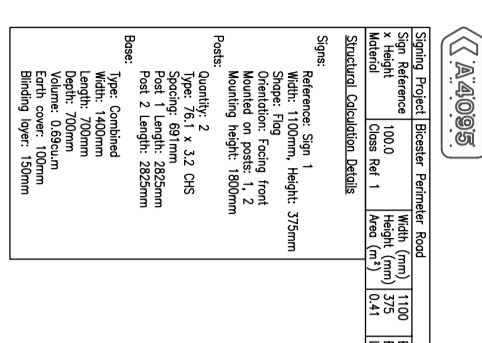 A4095
Signing Project Bicester Perimeter Road
Sign Reference Width (mm) 1100
x Height 100.0 Height (mm) 375
Material Class Ref 1 Area (m²) 0.41
Structural Calculation Details
Signs:
Reference: Sign 1
Width: 1100mm, Height: 375mm
Shape: Flag
Orientation: Facing front
Mounted on posts: 1, 2
Mounting height: 1800mm
Posts:
Quantity: 2
Type: 76.1 x 3.2 CHS
Spacing: 691mm
Post 1 Length: 2825mm
Post 2 Length: 2825mm
Base:
Type: Combined
Width: 1400mm
Length: 700mm
Depth: 700mm
Volume: 0.69cu.m
Earth cover: 100mm
Blinding layer: 150mm